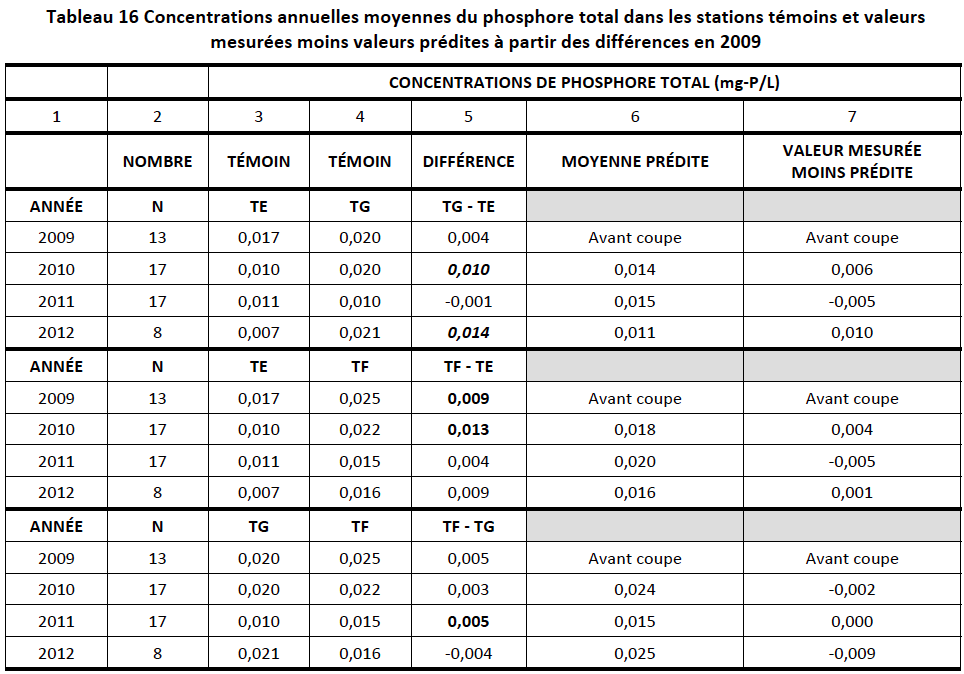 Tableau 16 Concentrations annuelles moyennes du phosphore total dans les stations témoins et valeurs
mesurées moins valeurs prédites à partir des différences en 2009
CONCENTRATIONS DE PHOSPHORE TOTAL (mg-P/L)
1 2 3 4 5 6 7
NOMBRE TÉMOIN TÉMOIN DIFFÉRENCE MOYENNE PRÉDITE VALEUR MESURÉE
MOINS PRÉDITE
ANNÉE N TE TG TG - TE
2009 13 0,017 0,020 0,004 Avant coupe Avant coupe
2010 17 0,010 0,020 0,010 0,014 0,006
2011 17 0,011 0,010 -0,001 0,015 -0,005
2012 8 0,007 0,021 0,014 0,011 0,010
ANNÉE N TE TF TF - TE
2009 13 0,017 0,025 0,009 Avant coupe Avant coupe
2010 17 0,010 0,022 0,013 0,018 0,004
2011 17 0,011 0,015 0,004 0,020 -0,005
2012 8 0,007 0,016 0,009 0,016 0,001
ANNÉE N TG TF TF - TG
2009 13 0,020 0,025 0,005 Avant coupe Avant coupe
2010 17 0,020 0,022 0,003 0,024 -0,002
2011 17 0,010 0,015 0,005 0,015 0,000
2012 8 0,021 0,016 -0,004 0,025 -0,009